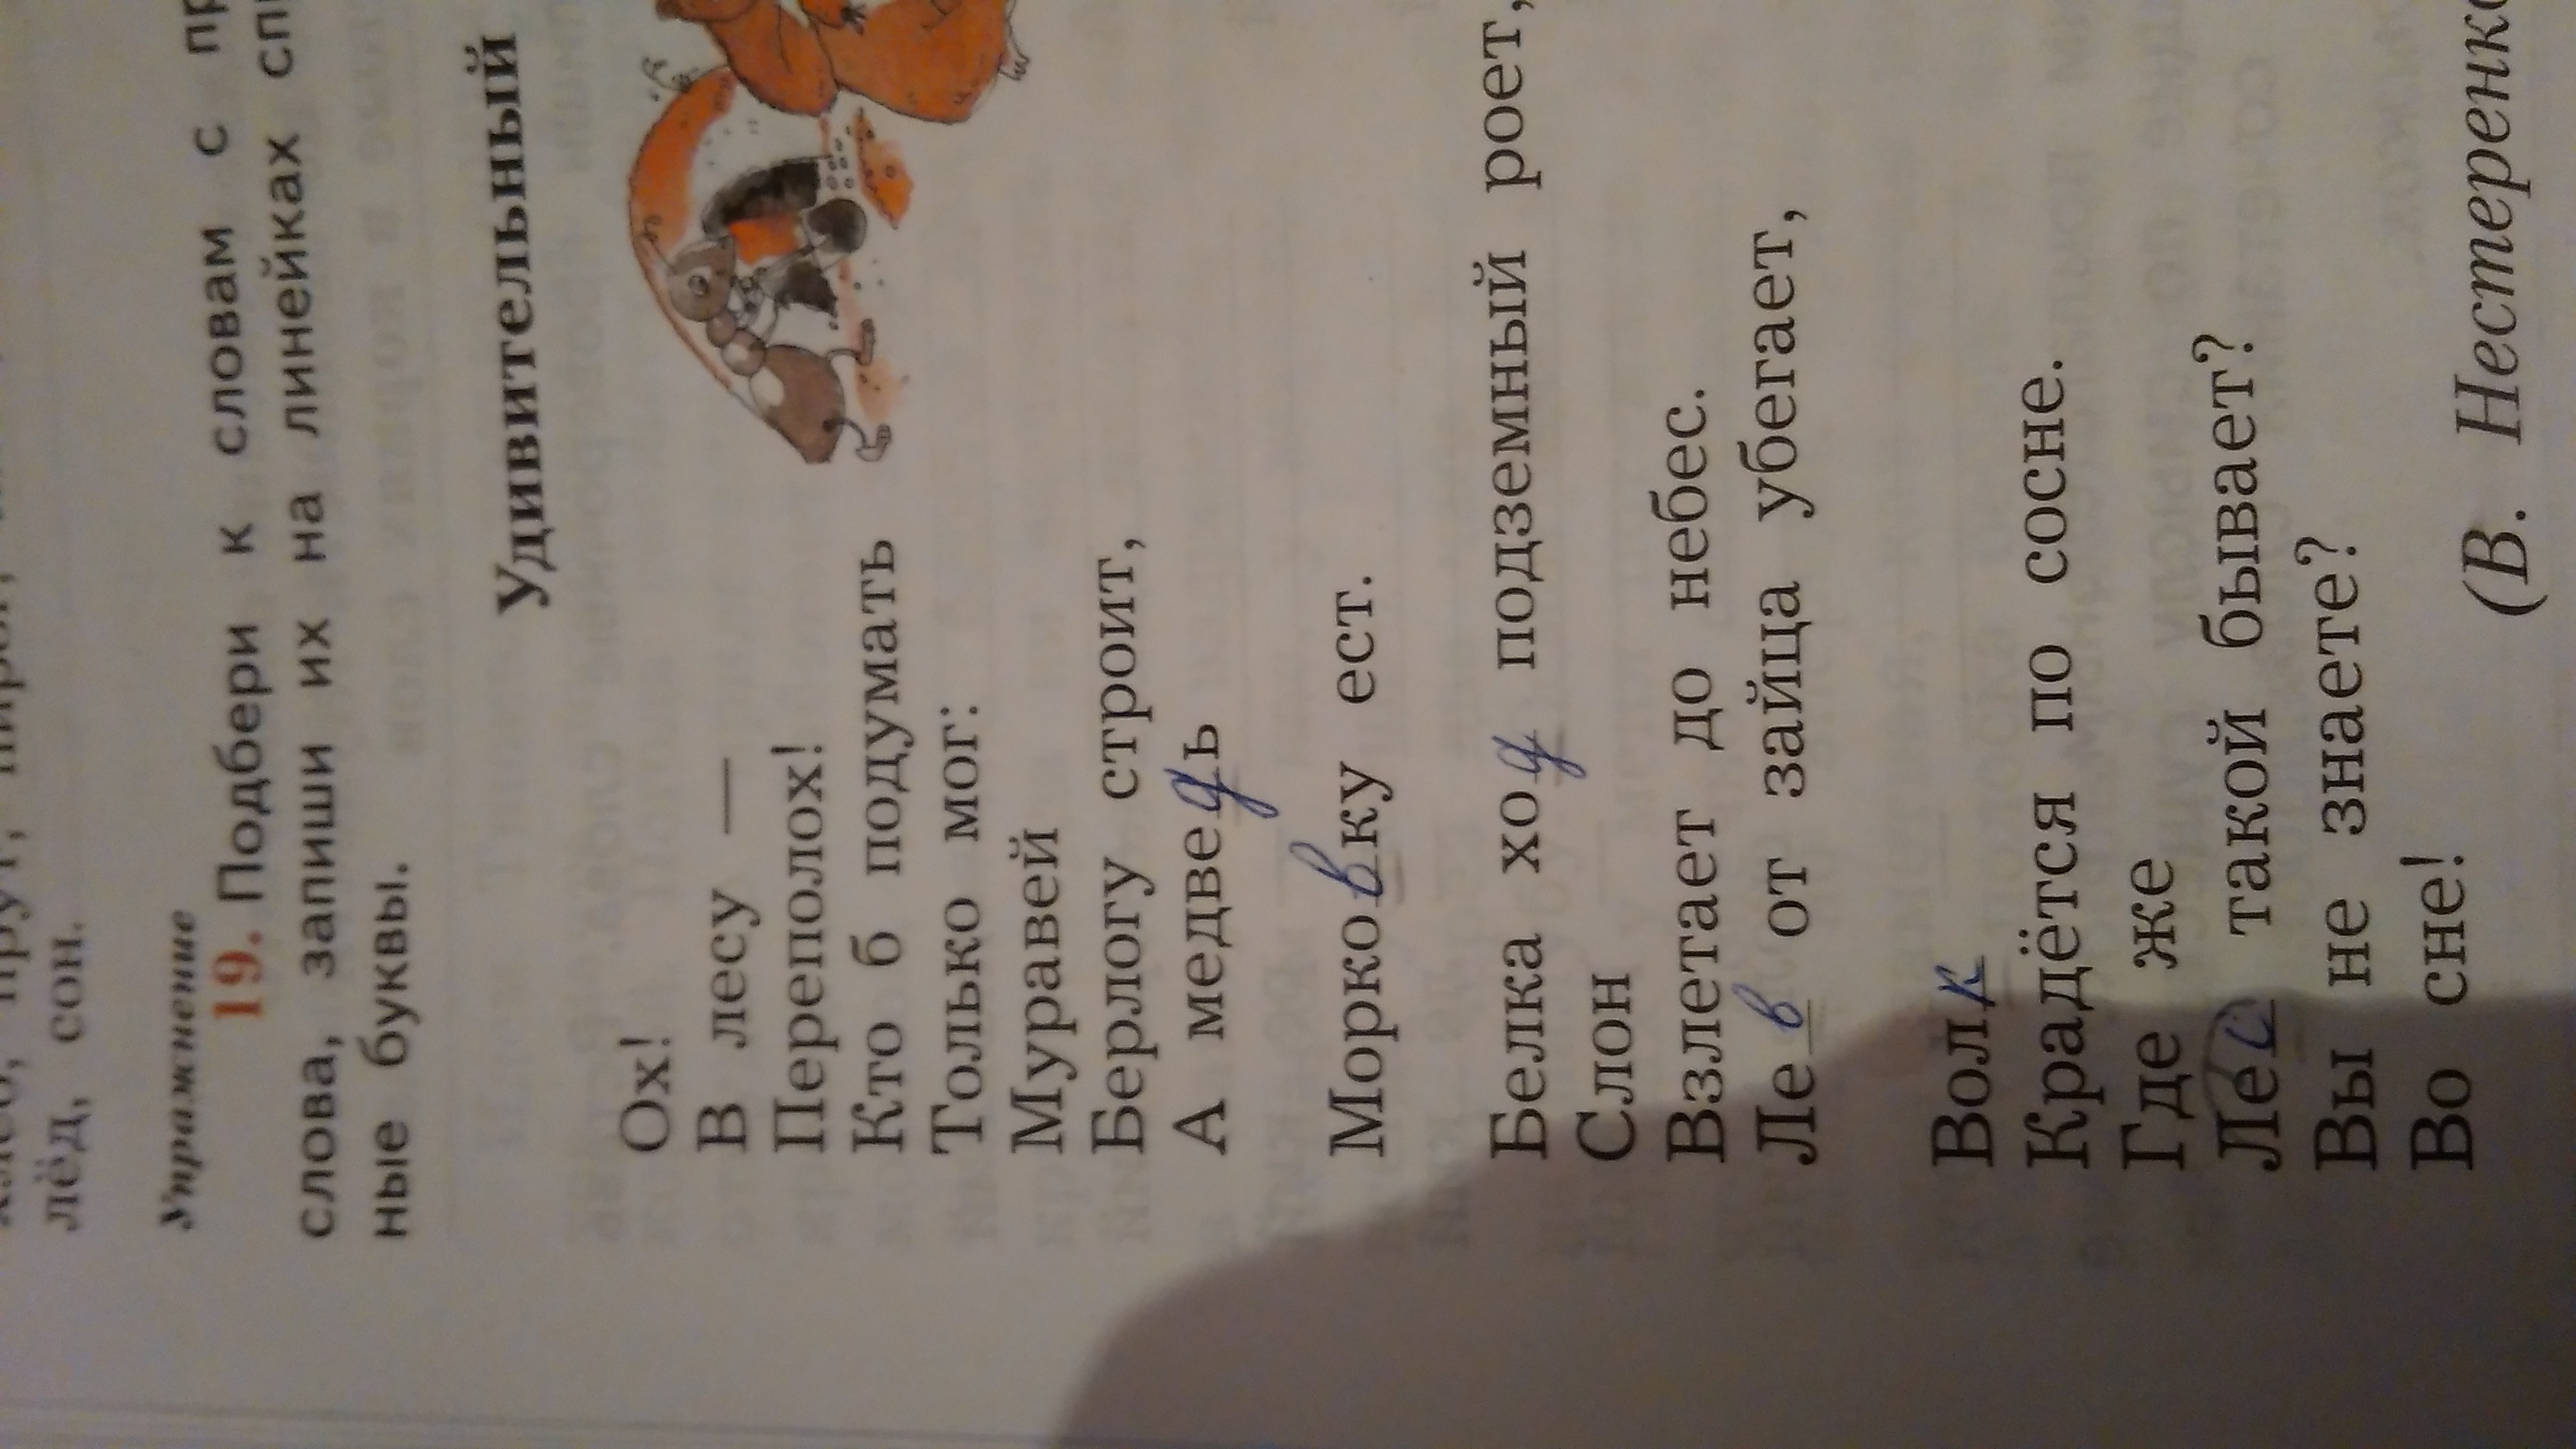 лёд, сон.
Упражнение
19. Подбери к словам с
слова, запиши их на линейках
ные буквы.
Удивительный
Ох!
В лесу —
Переполох!
Кто б подумать
Только мог:
Муравей
Берлогу строит,
А медведь
Морковку ест.
Белка ход подземный роет,
Слон
Взлетает до небес.
Лев от зайца убегает,
Волк
Крадётся по сосне.
Где же
Лес такой бывает?
Вы не знаете?
Во сне!
(В. Нестеренко